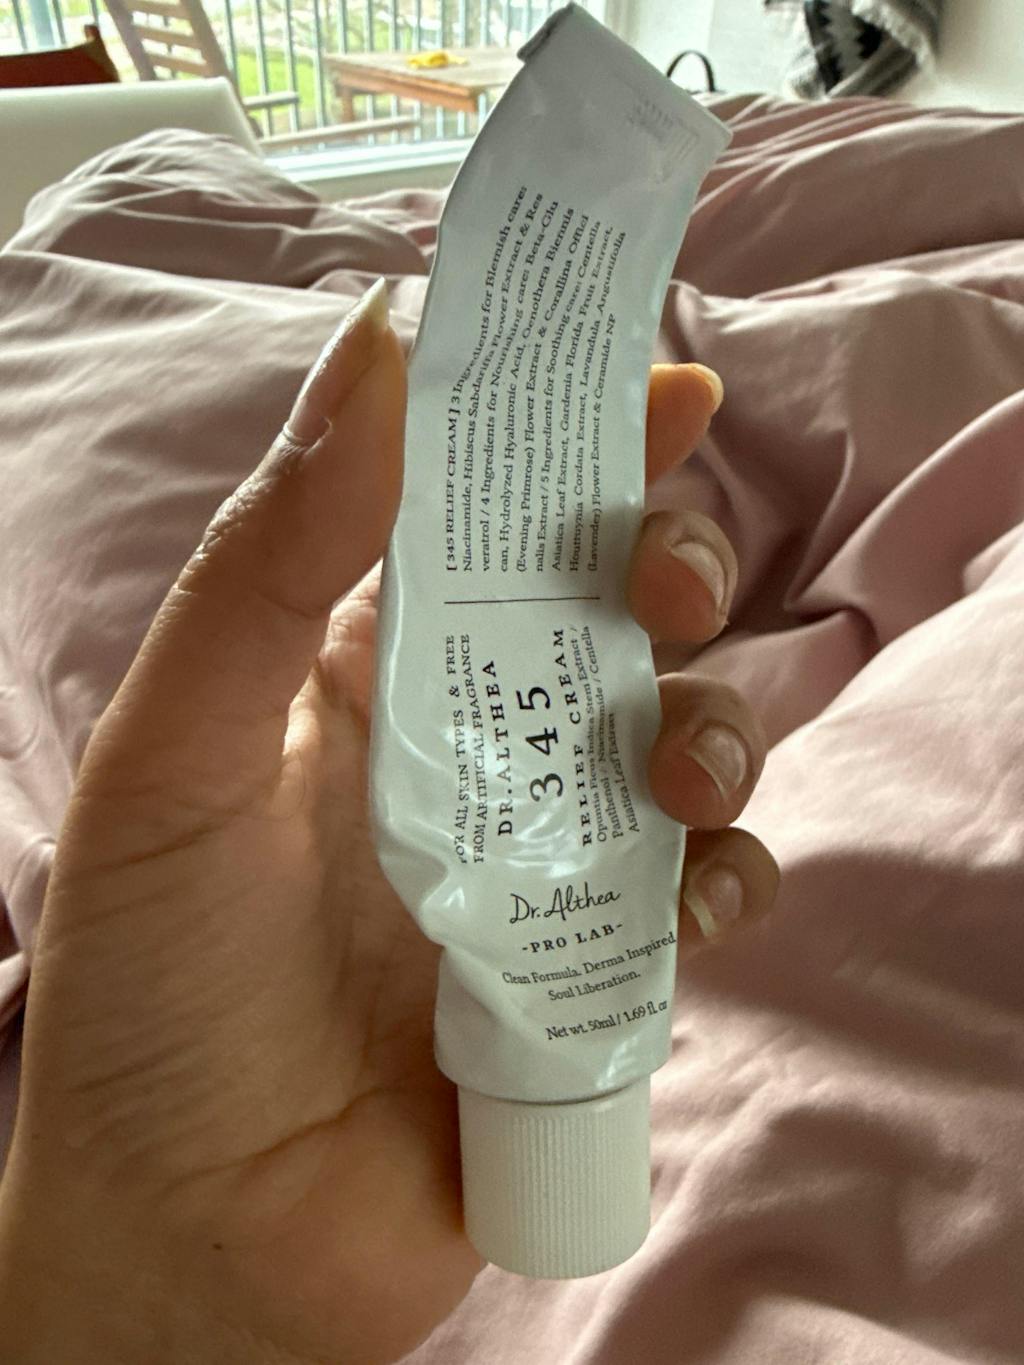 [ 345 RELIEF CREAM ] 3 Ingredients for Blemish care:
Niacinamide, Hibiscus Sabdariffa Flower Extract & Res
veratrol / 4 Ingredients for Nourishing care: Beta-Glu
can, Hydrolyzed Hyaluronic Acid, Oenothera Biennis
(Evening Primrose) Flower Extract & Corallina Offici
nalis Extract / 5 Ingredients for Soothing care: Centella
Asiatica Leaf Extract, Gardenia Florida Fruit Extract,
Houttuynia Cordata Extract, Lavandula Angustifolia
(Lavender) Flower Extract & Ceramide NP
FOR ALL SKIN TYPES & FREE
FROM ARTIFICIAL FRAGRANCE
DR.ALTHEA
345
RELIEF CREAM
Opuntia Ficus Indica Stem Extract /
Panthenol / Niacinamide / Centella
Asiatica Leaf Extract
Dr.Althea
-PRO LAB-
Clean Formula. Derma Inspired.
Soul Liberation.
Net wt. 50ml / 1.69 fl. oz